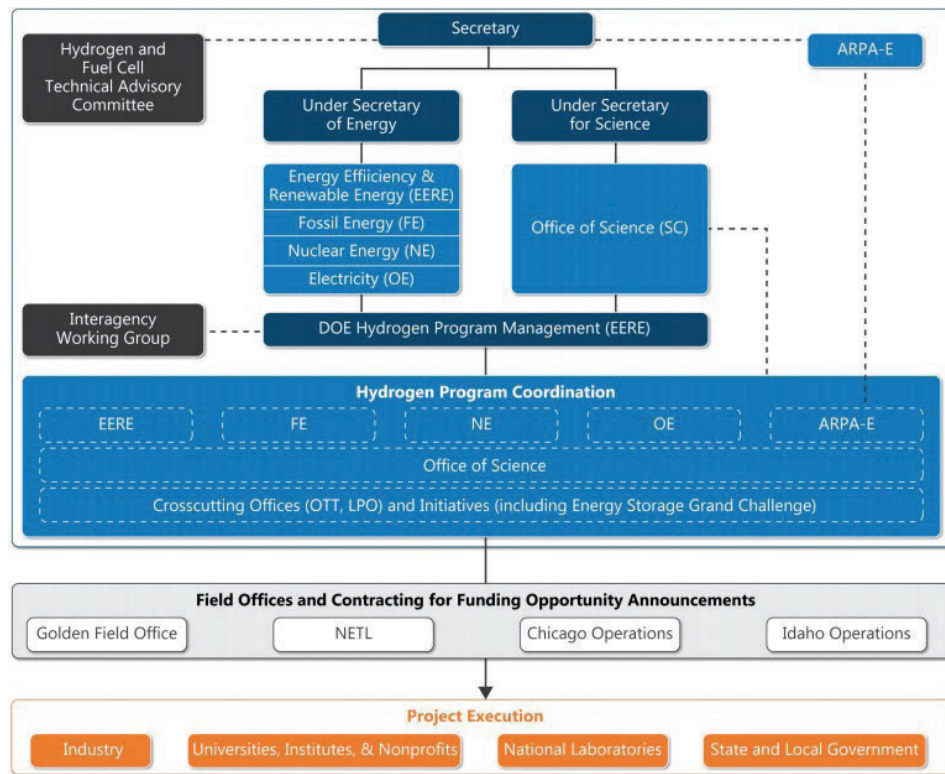 Secretary
Hydrogen and
Fuel Cell
Technical Advisory
Committee
ARPA-E
Under Secretary
of Energy
Under Secretary
for Science
Energy Effiiciency &
Renewable Energy (EERE)
Fossil Energy (FE)
Nuclear Energy (NE)
Electricity (OE)
Office of Science (SC)
Interagency
Working Group
DOE Hydrogen Program Management (EERE)
Hydrogen Program Coordination
EERE
FE
NE
OE
ARPA-E
Office of Science
Crosscutting Offices (OTT, LPO) and Initiatives (including Energy Storage Grand Challenge)
Field Offices and Contracting for Funding Opportunity Announcements
Golden Field Office
NETL
Chicago Operations
Idaho Operations
Project Execution
Industry
Universities, Institutes, & Nonprofits
National Laboratories
State and Local Government